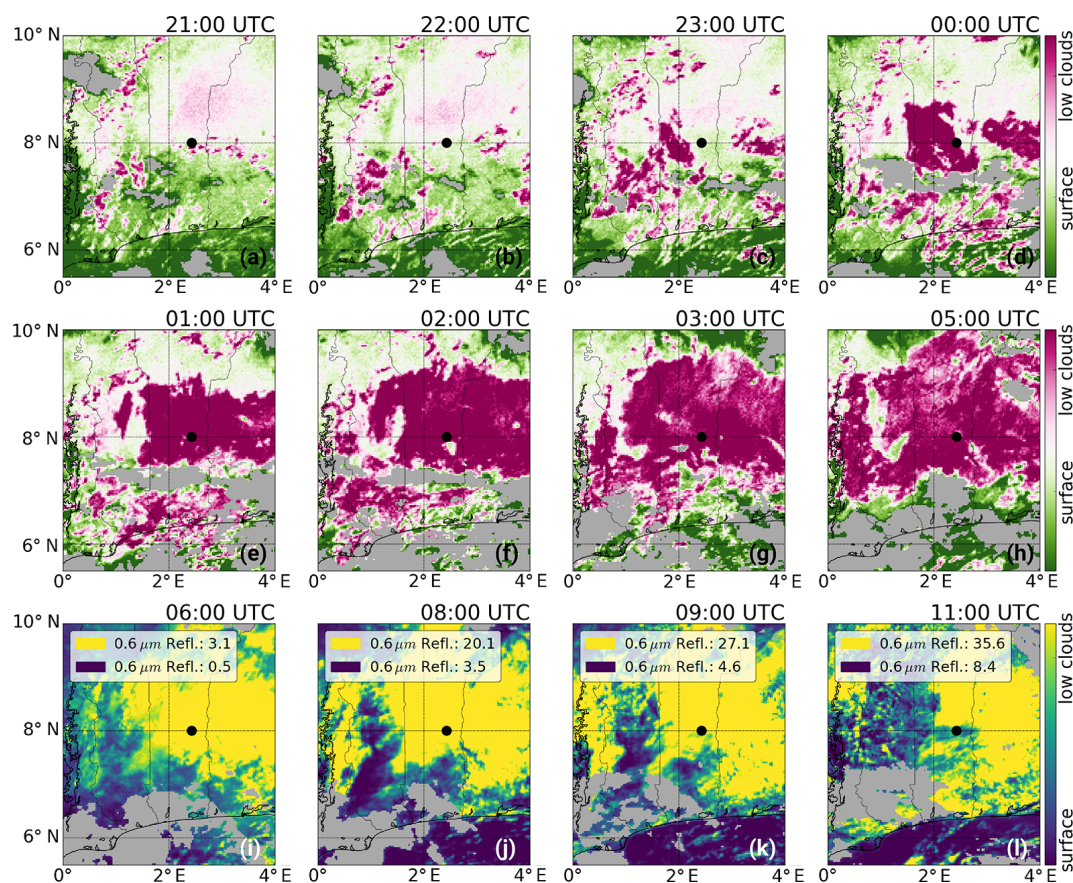 21:00 UTC 22:00 UTC 23:00 UTC 00:00 UTC
10° N
8° N
6° N
(a) (b) (c) (d)
0° 2° E 4° E 0° 2° E 4° E 0° 2° E 4° E 0° 2° E 4° E
low clouds
surface
01:00 UTC 02:00 UTC 03:00 UTC 05:00 UTC
10° N
8° N
6° N
(e) (f) (g) (h)
0° 2° E 4° E 0° 2° E 4° E 0° 2° E 4° E 0° 2° E 4° E
low clouds
surface
06:00 UTC 08:00 UTC 09:00 UTC 11:00 UTC
10° N
0.6 μm Refl.: 3.1 0.6 μm Refl.: 20.1 0.6 μm Refl.: 27.1 0.6 μm Refl.: 35.6
0.6 μm Refl.: 0.5 0.6 μm Refl.: 3.5 0.6 μm Refl.: 4.6 0.6 μm Refl.: 8.4
8° N
6° N
(i) (j) (k) (l)
0° 2° E 4° E 0° 2° E 4° E 0° 2° E 4° E 0° 2° E 4° E
low clouds
surface